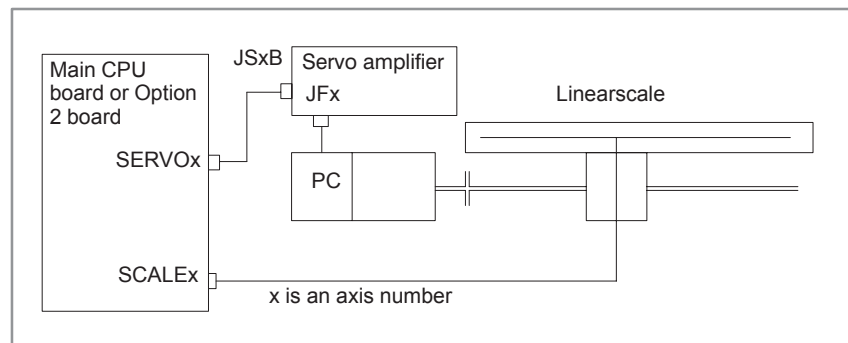 Main CPU
board or Option
2 board
SERVOx
SCALEx
JSxB
Servo amplifier
JFx
PC
Linearscale
x is an axis number